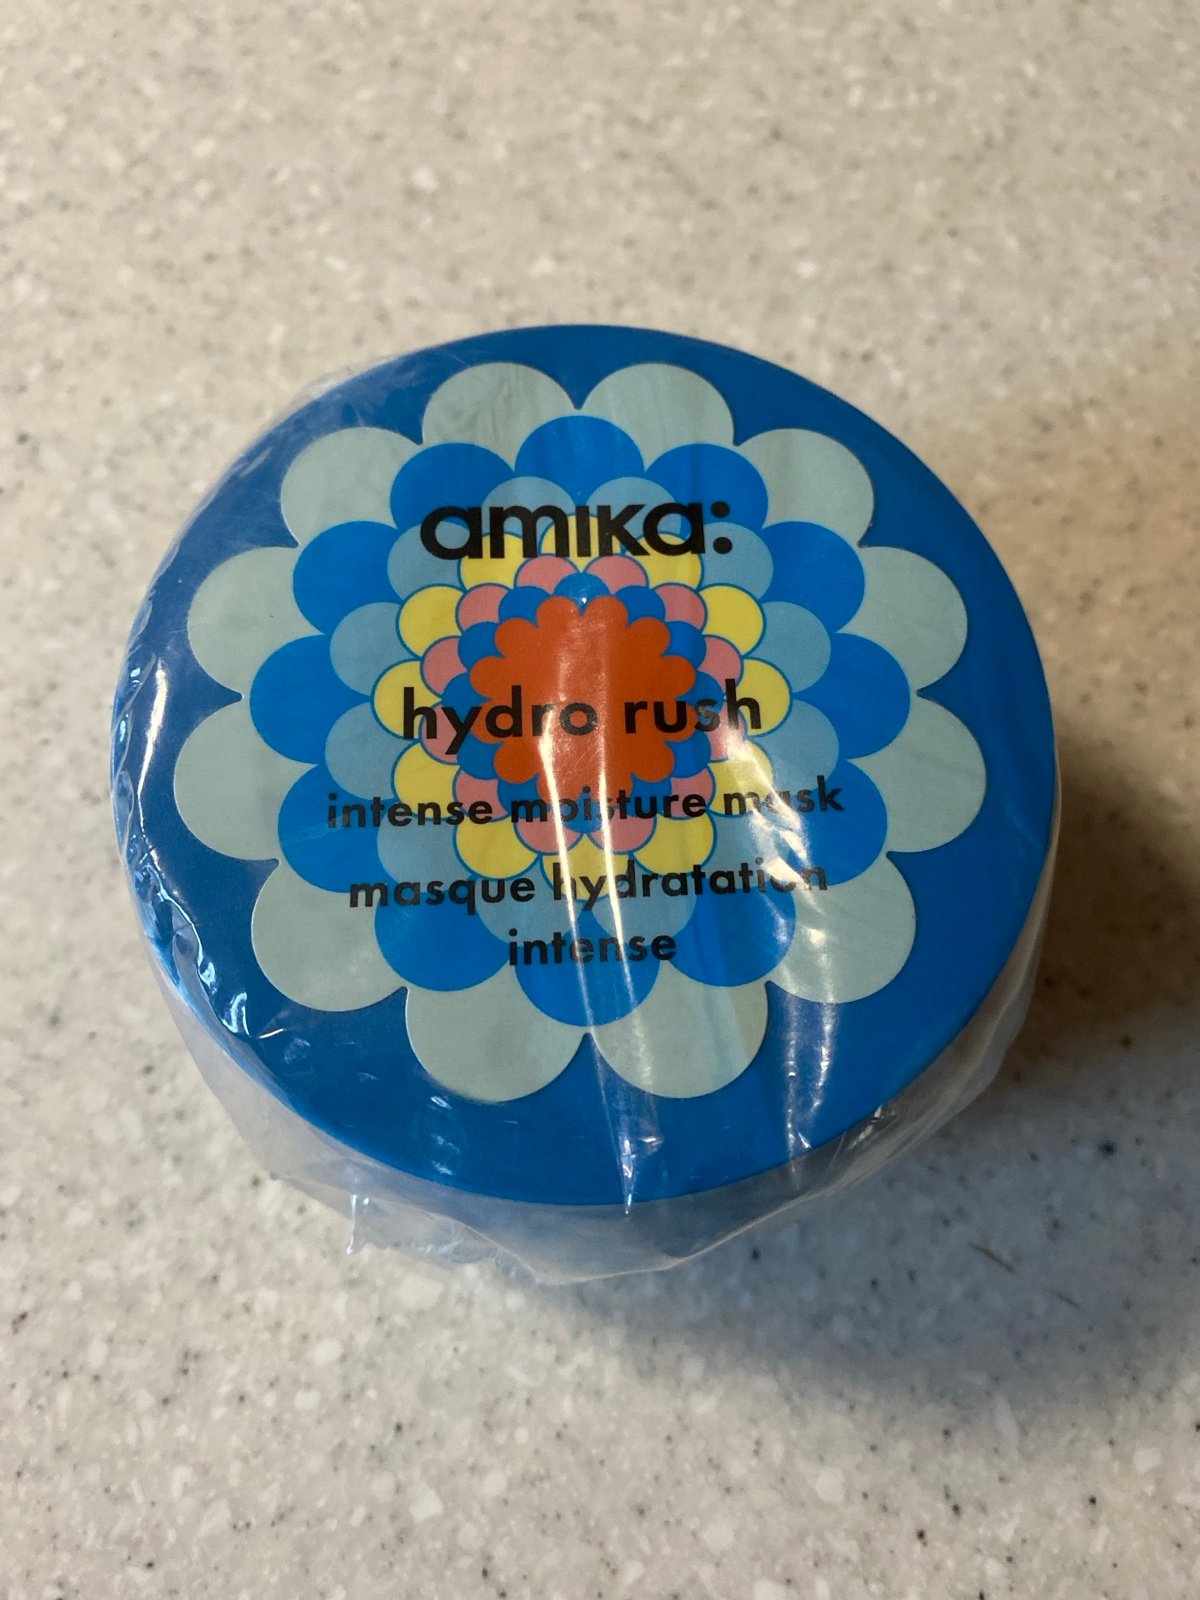 amika:
hydro rush
intense moisture mask
masque hydratation
intense